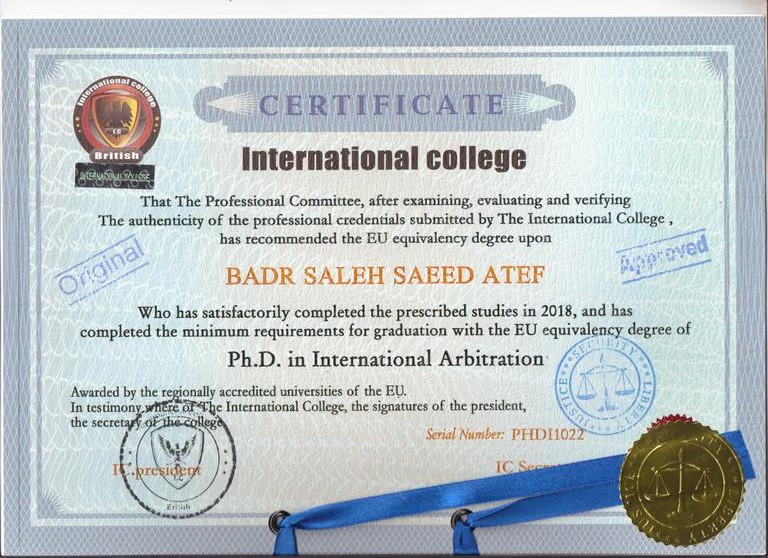 International college
I.C
British
INTERNATIONAL COLLEGE
CERTIFICATE
International college
That The Professional Committee, after examining, evaluating and verifying
The authenticity of the professional credentials submitted by The International College ,
has recommended the EU equivalency degree upon
Original
Approved
BADR SALEH SAEED ATEF
Who has satisfactorily completed the prescribed studies in 2018, and has
completed the minimum requirements for graduation with the EU equivalency degree of
Ph.D. in International Arbitration
SECURITY
JUSTICE
LIBERTY
Awarded by the regionally accredited universities of the EU.
In testimony where of The International College, the signatures of the president,
the secretary of the college
Serial Number: PHDI1022
IC president
I.C
British
IC Secre
LIBERTY